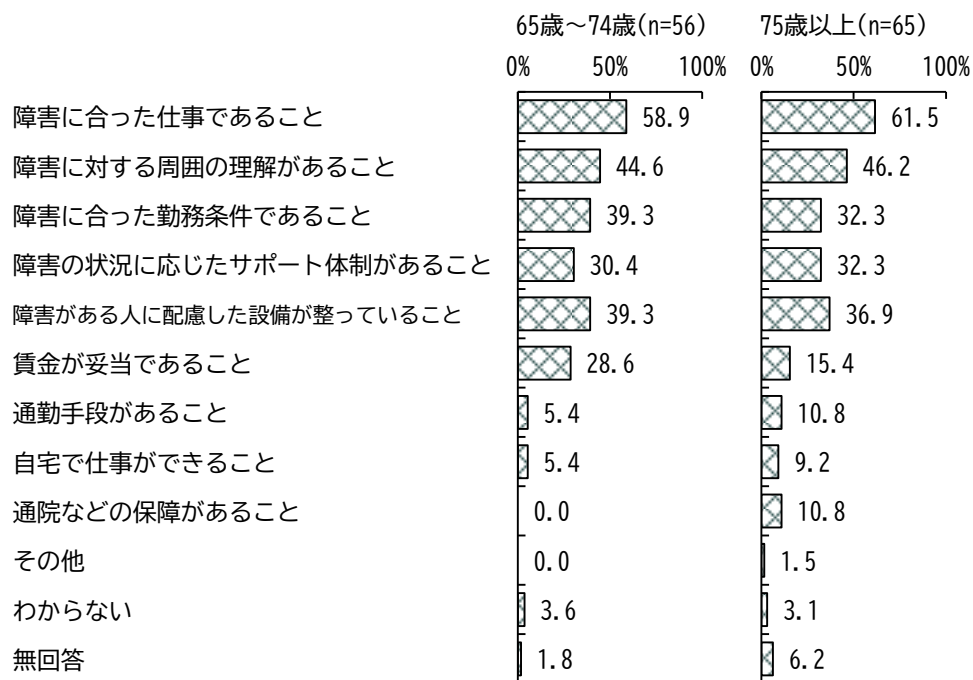 65歳～74歳(n=56) 75歳以上(n=65)
0% 50% 100% 0% 50% 100%
障害に合った仕事であること 58.9 61.5
障害に対する周囲の理解があること 44.6 46.2
障害に合った勤務条件であること 39.3 32.3
障害の状況に応じたサポート体制があること 30.4 32.3
障害がある人に配慮した設備が整っていること 39.3 36.9
賃金が妥当であること 28.6 15.4
通勤手段があること 5.4 10.8
自宅で仕事ができること 5.4 9.2
通院などの保障があること 0.0 10.8
その他 0.0 1.5
わからない 3.6 3.1
無回答 1.8 6.2